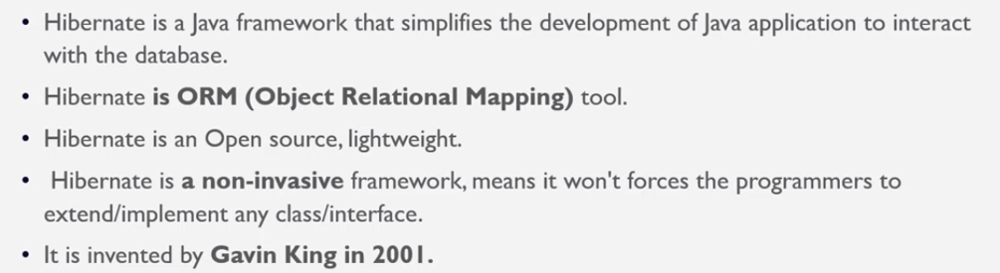 • Hibernate is a Java framework that simplifies the development of Java application to interact
with the database.
• Hibernate is ORM (Object Relational Mapping) tool.
• Hibernate is an Open source, lightweight.
• Hibernate is a non-invasive framework, means it won't forces the programmers to
extend/implement any class/interface.
• It is invented by Gavin King in 2001.